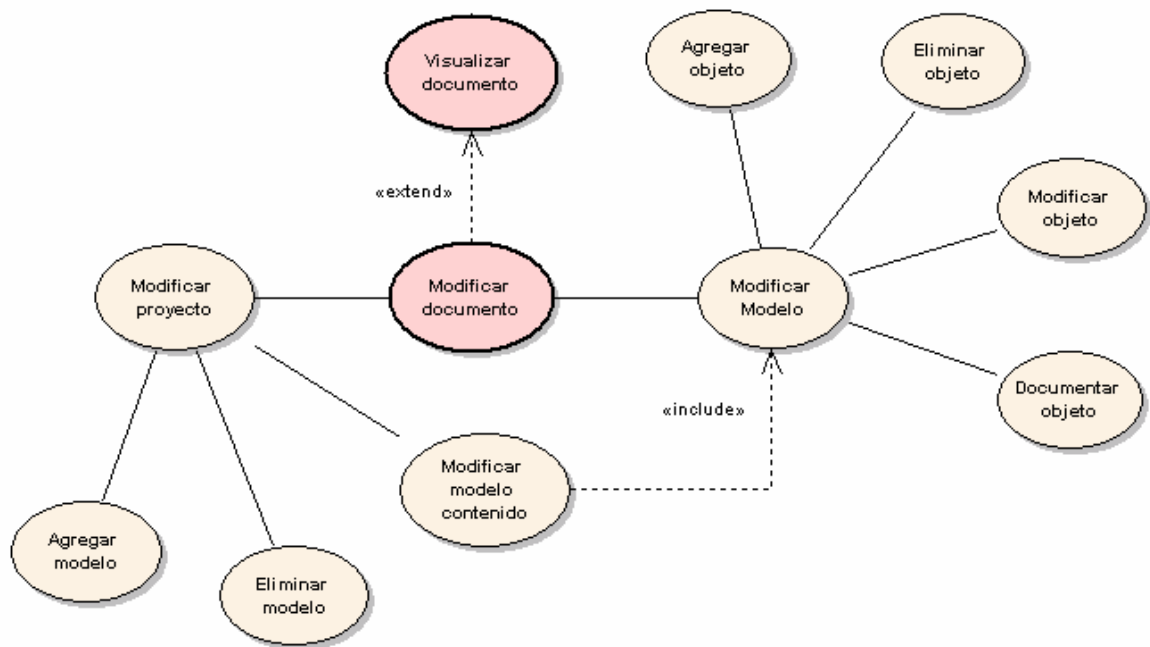 Visualizar
documento
Agregar
objeto
Eliminar
objeto
«extend»
Modificar
objeto
Modificar
proyecto
Modificar
documento
Modificar
Modelo
Documentar
objeto
«include»
Modificar
modelo
contenido
Agregar
modelo
Eliminar
modelo